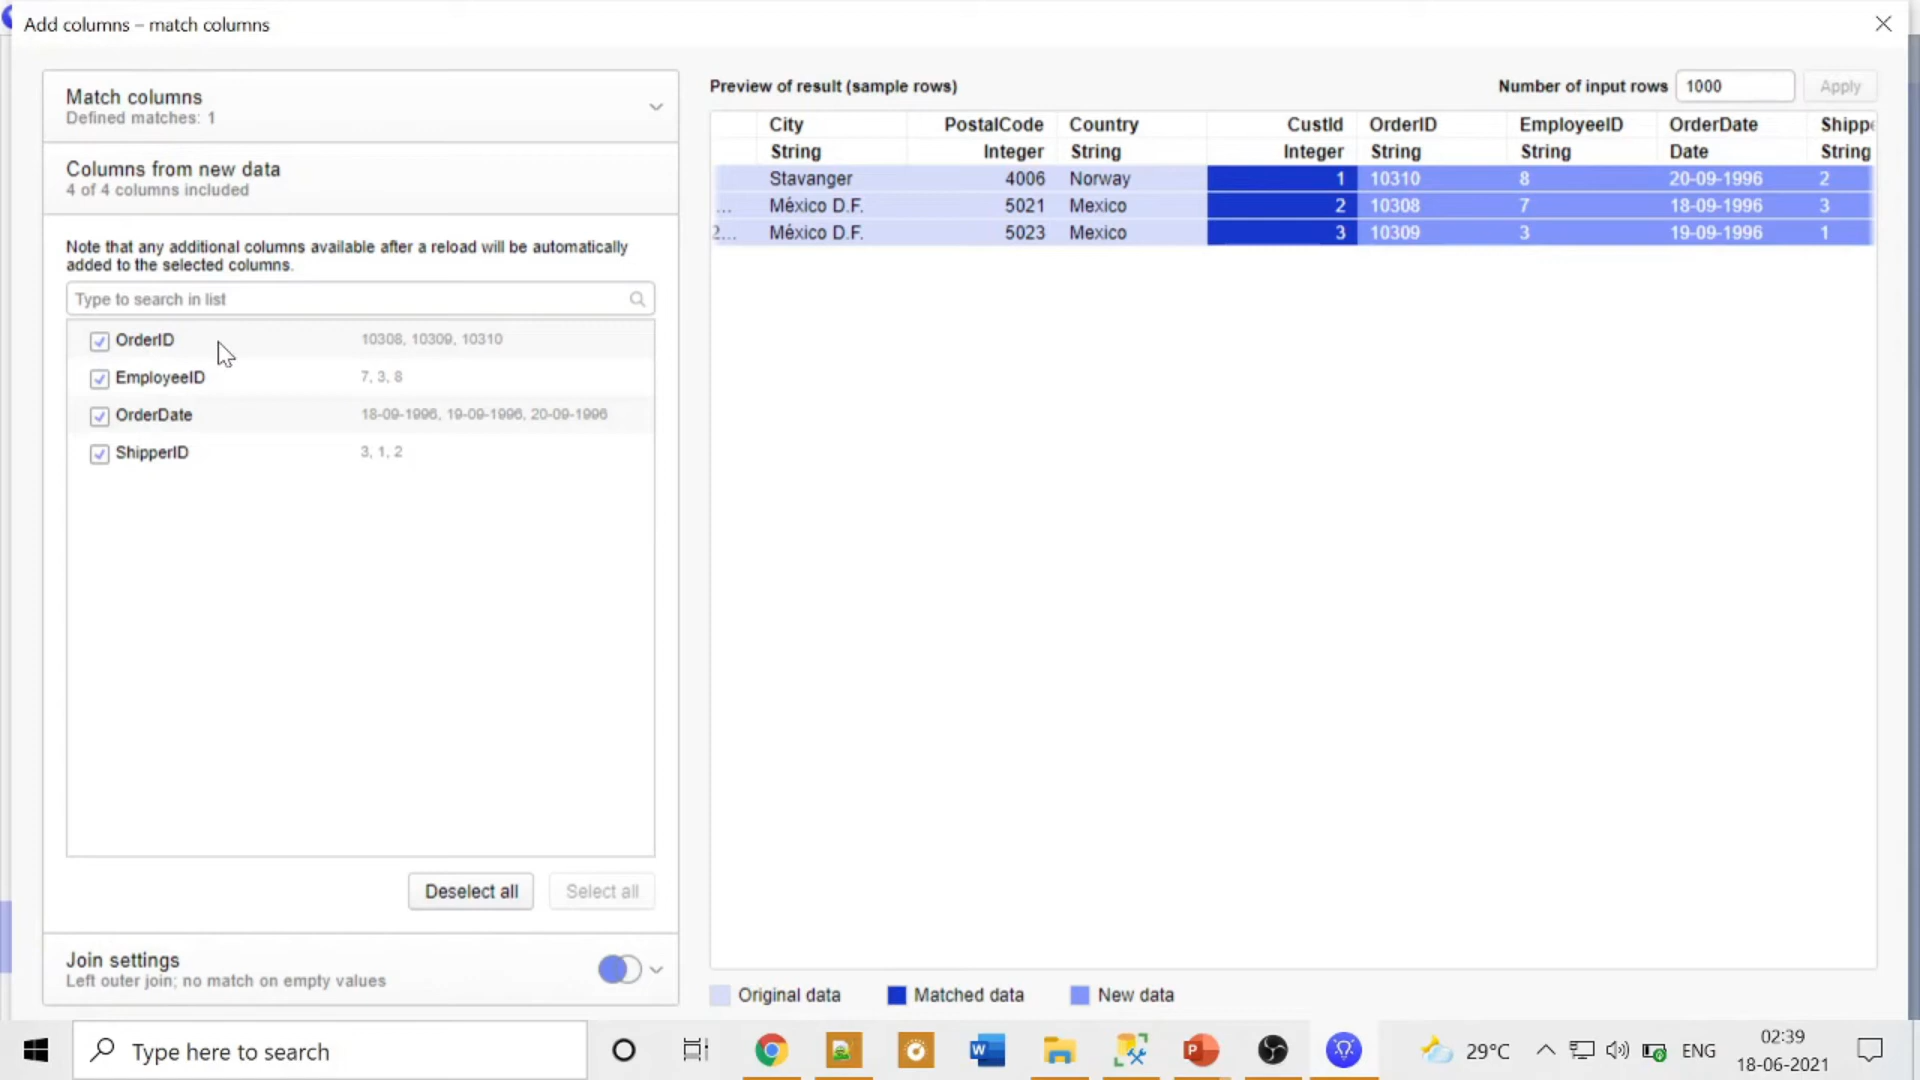 Add columns – match columns
Match columns
Defined matches: 1
Columns from new data
4 of 4 columns included
Note that any additional columns available after a reload will be automatically
added to the selected columns.
Type to search in list
OrderID 10308, 10309, 10310
EmployeeID 7, 3, 8
OrderDate 18-09-1996, 19-09-1996, 20-09-1996
ShipperID 3, 1, 2
Deselect all Select all
Join settings
Left outer join; no match on empty values
Preview of result (sample rows) Number of input rows 1000 Apply
City PostalCode Country CustId OrderID EmployeeID OrderDate Shippe
String Integer String Integer String String Date String
Stavanger 4006 Norway 1 10310 8 20-09-1996 2
... México D.F. 5021 Mexico 2 10308 7 18-09-1996 3
2... México D.F. 5023 Mexico 3 10309 3 19-09-1996 1
Original data Matched data New data
Type here to search
29°C ENG
02:39
18-06-2021